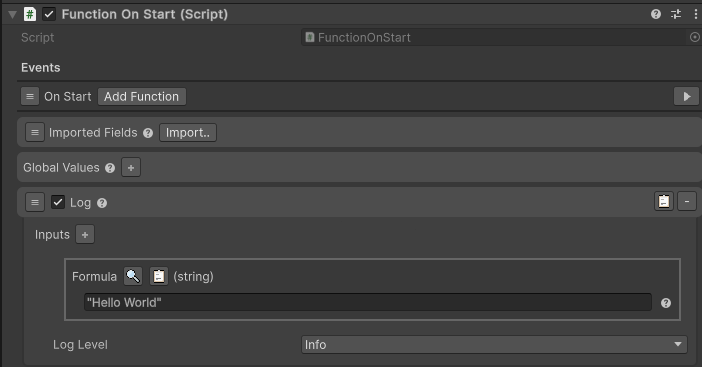 Function On Start (Script)
Script FunctionOnStart
Events
On Start Add Function
Imported Fields Import..
Global Values +
Log -
Inputs +
Formula (string)
"Hello World"
Log Level Info